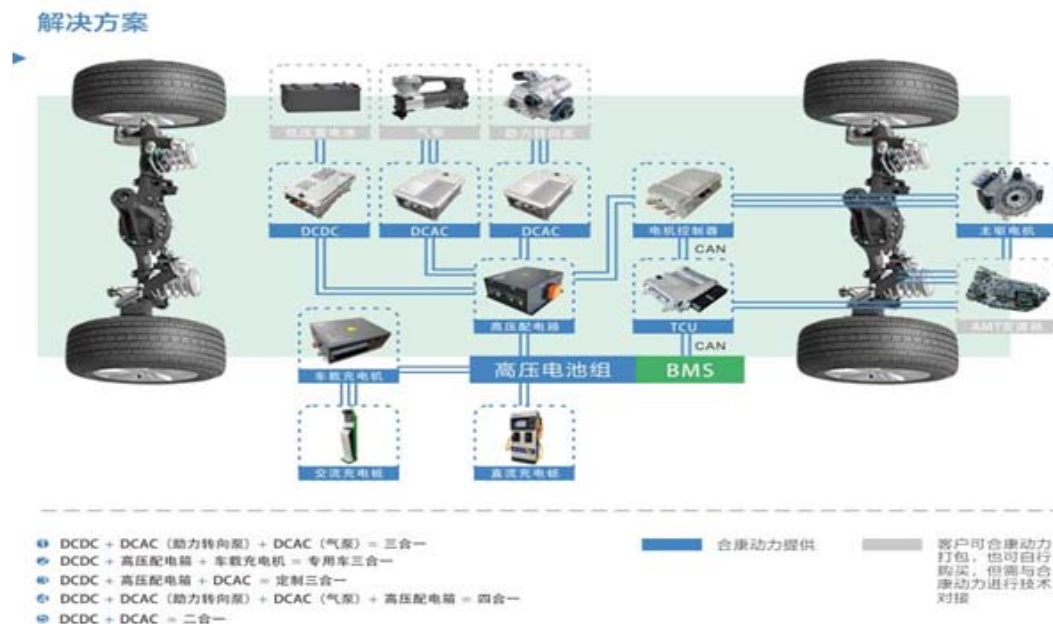 解决方案
低压蓄电池
气泵
助力转向泵
DCDC
DCAC
DCAC
电机控制器
主驱电机
CAN
高压配电箱
TCU
AMT变速箱
CAN
车载充电机
高压电池组
BMS
交流充电桩
直流充电桩
1 DCDC + DCAC（助力转向泵）+ DCAC（气泵）= 三合一
2 DCDC + 高压配电箱 + 车载充电机 = 专用车三合一
3 DCDC + 高压配电箱 + DCAC = 定制三合一
4 DCDC + DCAC（助力转向泵）+ DCAC（气泵）+ 高压配电箱 = 四合一
5 DCDC + DCAC = 二合一
合康动力提供
客户可合康动力
打包，也可自行
购买，但需与合
康动力进行技术
对接